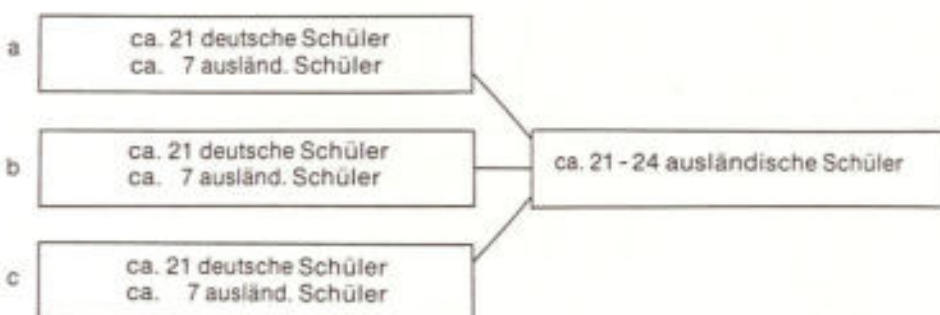 a
ca. 21 deutsche Schüler
ca. 7 ausländ. Schüler
b
ca. 21 deutsche Schüler
ca. 7 ausländ. Schüler
ca. 21 - 24 ausländische Schüler
c
ca. 21 deutsche Schüler
ca. 7 ausländ. Schüler